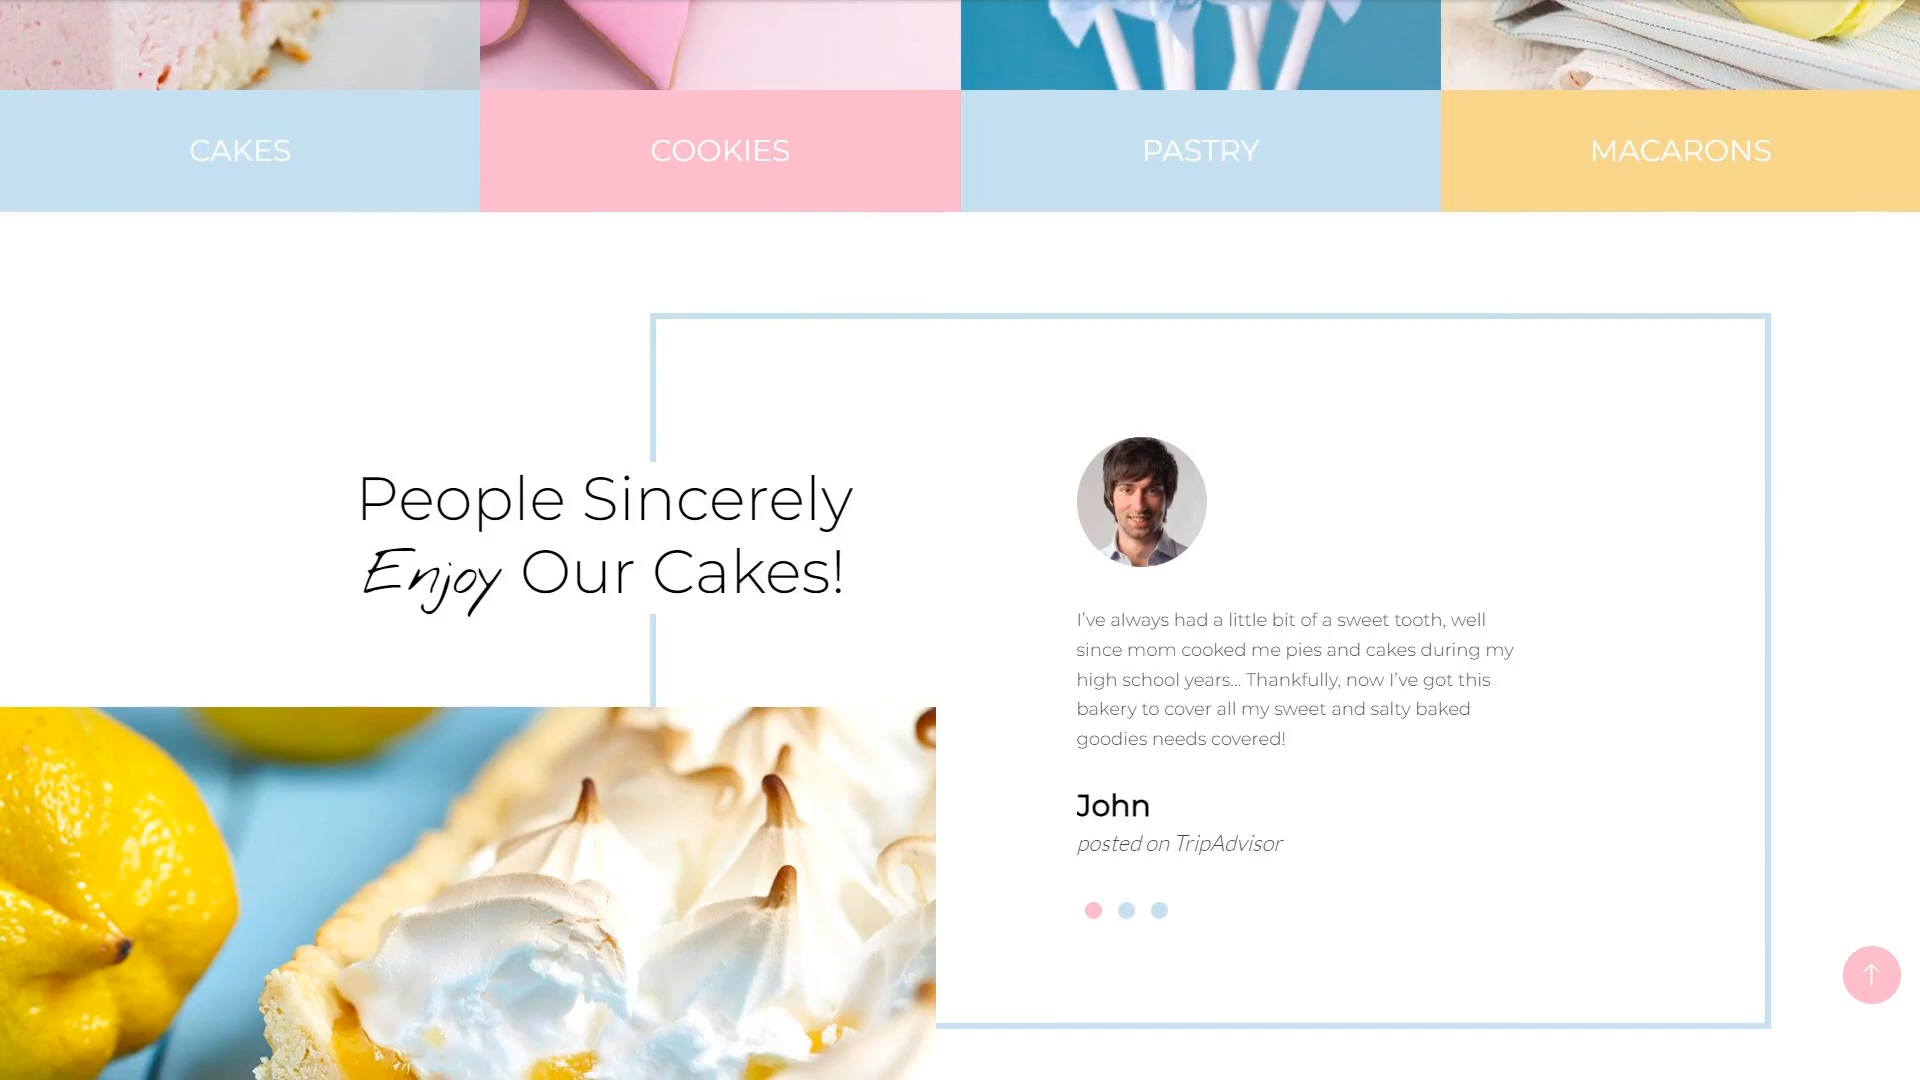 CAKES
COOKIES
PASTRY
MACARONS
People Sincerely
Enjoy Our Cakes!
I’ve always had a little bit of a sweet tooth, well
since mom cooked me pies and cakes during my
high school years... Thankfully, now I’ve got this
bakery to cover all my sweet and salty baked
goodies needs covered!
John
posted on TripAdvisor